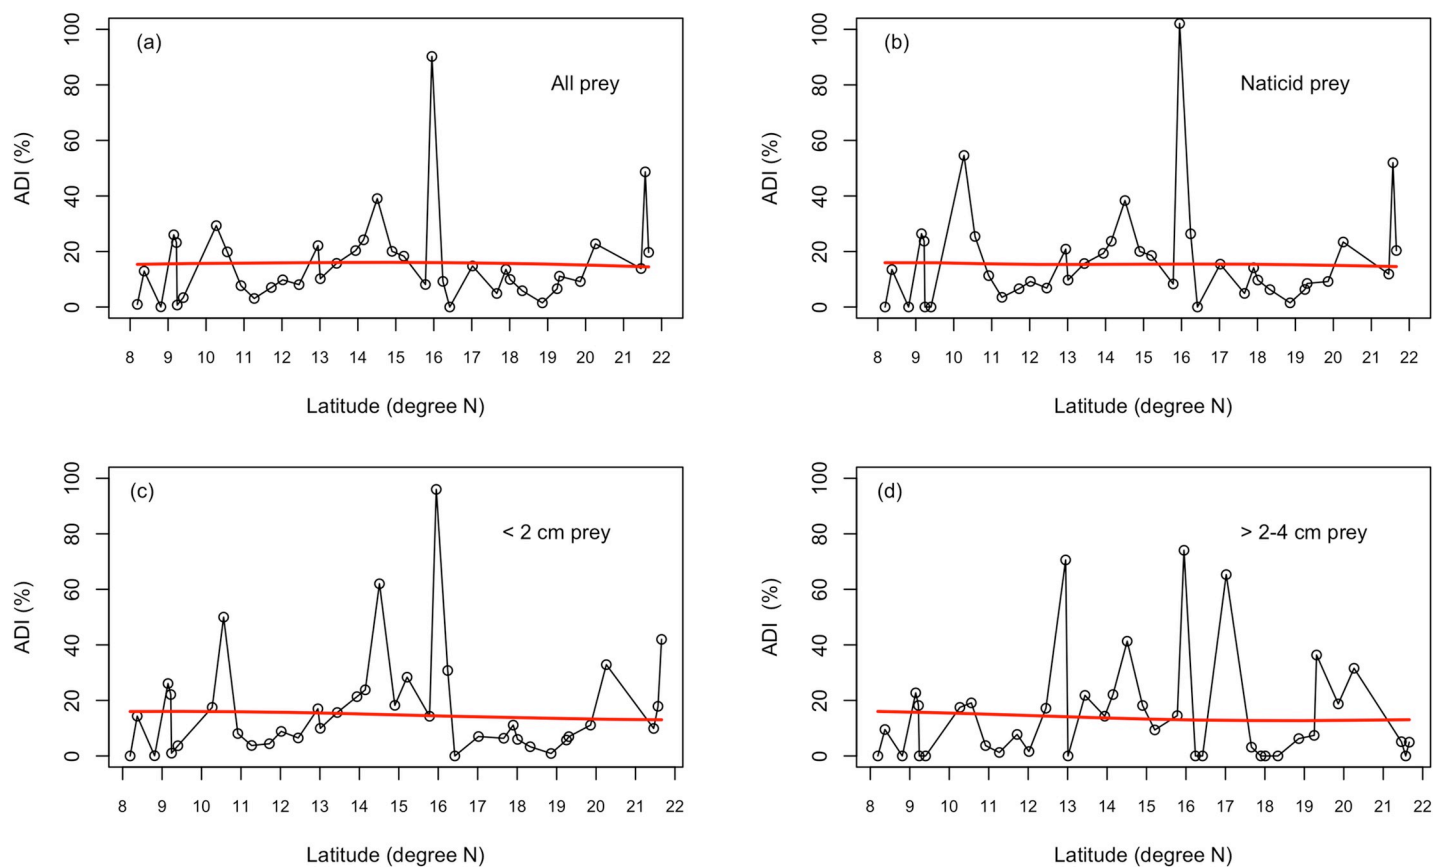 (a)
All prey
ADI (%)
0 20 40 60 80 100
8 9 10 11 12 13 14 15 16 17 18 19 20 21 22
Latitude (degree N)
(b)
Naticid prey
ADI (%)
0 20 40 60 80 100
8 9 10 11 12 13 14 15 16 17 18 19 20 21 22
Latitude (degree N)
(c)
< 2 cm prey
ADI (%)
0 20 40 60 80 100
8 9 10 11 12 13 14 15 16 17 18 19 20 21 22
Latitude (degree N)
(d)
> 2-4 cm prey
ADI (%)
0 20 40 60 80 100
8 9 10 11 12 13 14 15 16 17 18 19 20 21 22
Latitude (degree N)